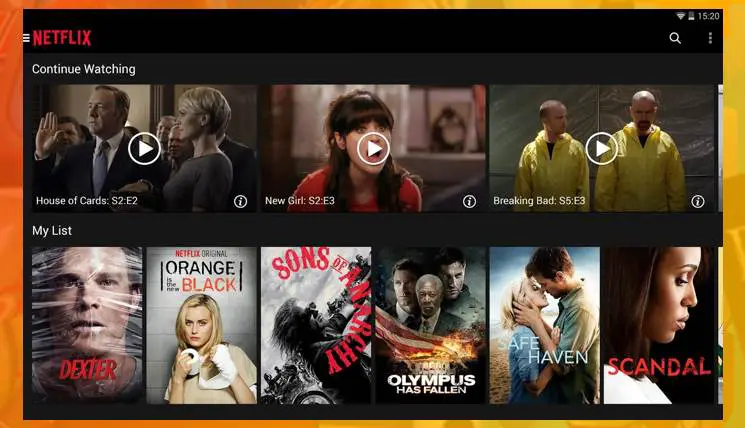 15:20
NETFLIX
Continue Watching
House of Cards: S2:E2
New Girl: S2:E3
Breaking Bad: S5:E3
My List
DEXTER
NETFLIX ORIGINAL
ORANGE
is the new BLACK
SONS OF ANARCHY
OLYMPUS
HAS FALLEN
SAFE
HAVEN
SCANDAL